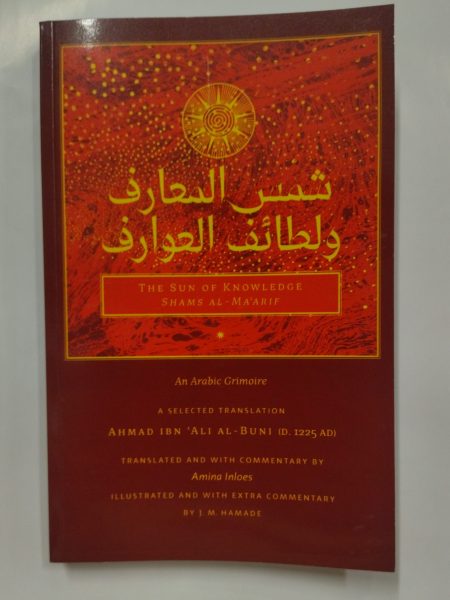 شمس المعارف
ولطائف العوارف
THE SUN OF KNOWLEDGE
SHAMS AL-MA'ARIF
An Arabic Grimoire
A SELECTED TRANSLATION
AHMAD IBN 'ALI AL-BUNI (D. 1225 AD)
TRANSLATED AND WITH COMMENTARY BY
Amina Inloes
ILLUSTRATED AND WITH EXTRA COMMENTARY
BY J. M. HAMADE